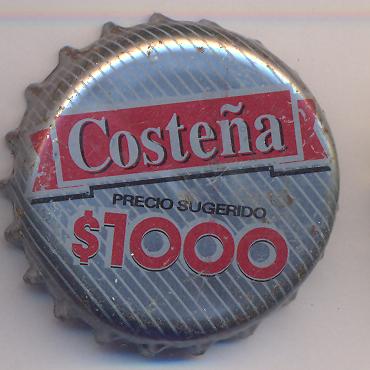 Costeña
PRECIO SUGERIDO
$1000